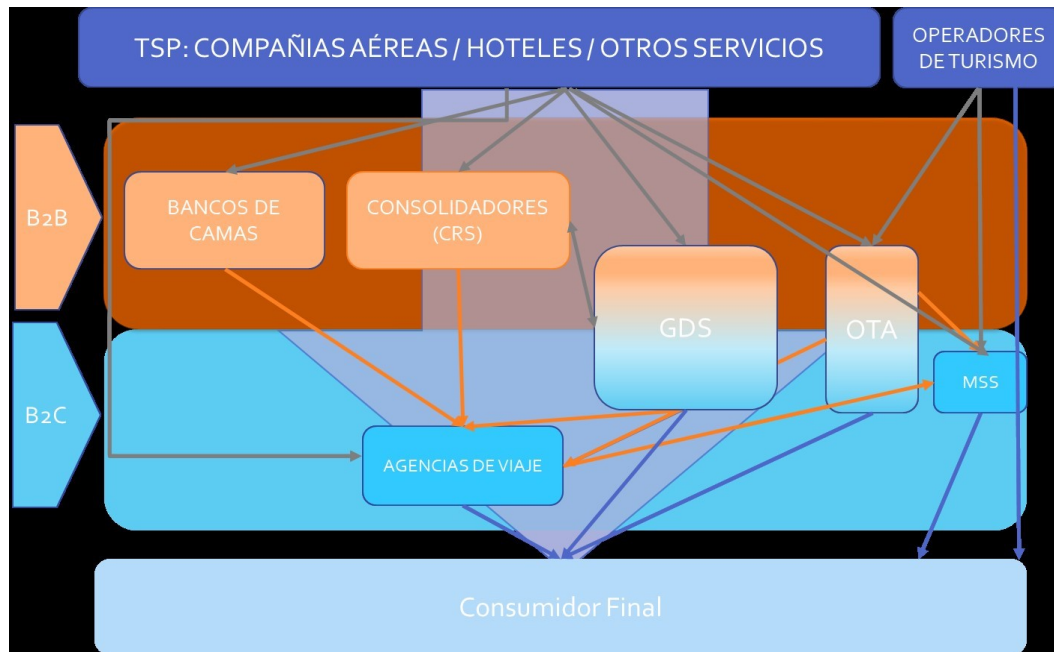 TSP: COMPAÑIAS AÉREAS / HOTELES / OTROS SERVICIOS
OPERADORES
DE TURISMO
B2B
BANCOS DE
CAMAS
CONSOLIDADORES
(CRS)
GDS
OTA
MSS
B2C
AGENCIAS DE VIAJE
Consumidor Final